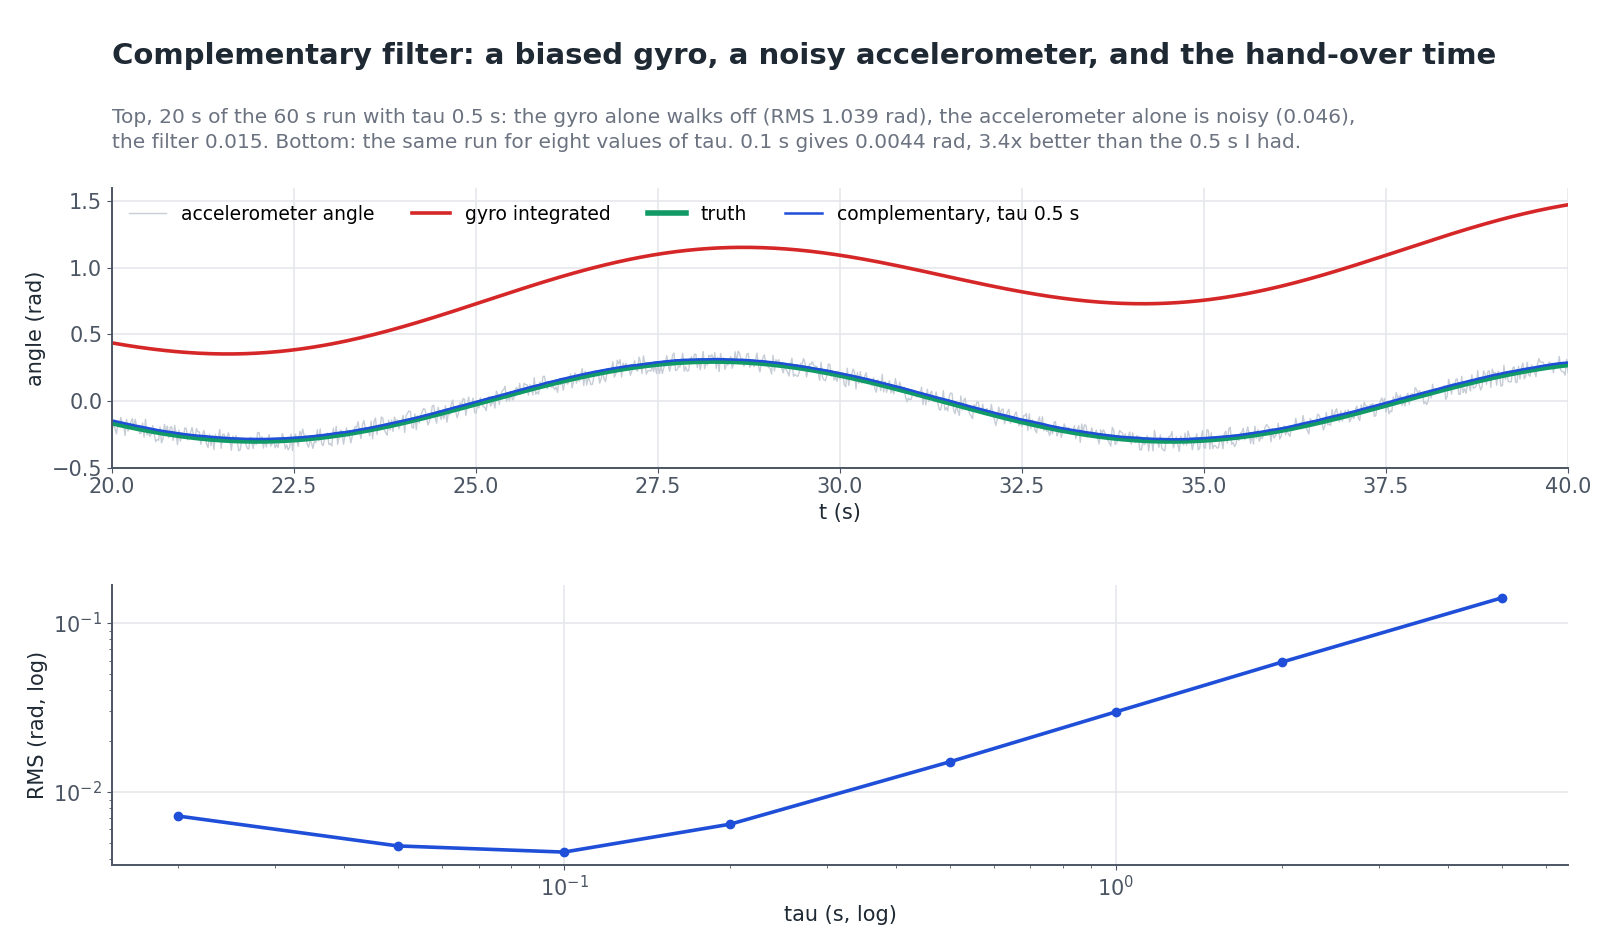 Complementary filter: a biased gyro, a noisy accelerometer, and the hand-over time
Top, 20 s of the 60 s run with tau 0.5 s: the gyro alone walks off (RMS 1.039 rad), the accelerometer alone is noisy (0.046),
the filter 0.015. Bottom: the same run for eight values of tau. 0.1 s gives 0.0044 rad, 3.4x better than the 0.5 s I had.
accelerometer angle
gyro integrated
truth
complementary, tau 0.5 s
angle (rad)
1.5
1.0
0.5
0.0
−0.5
20.0
22.5
25.0
27.5
30.0
32.5
35.0
37.5
40.0
t (s)
RMS (rad, log)
10⁻¹
10⁻²
10⁻¹
10⁰
tau (s, log)